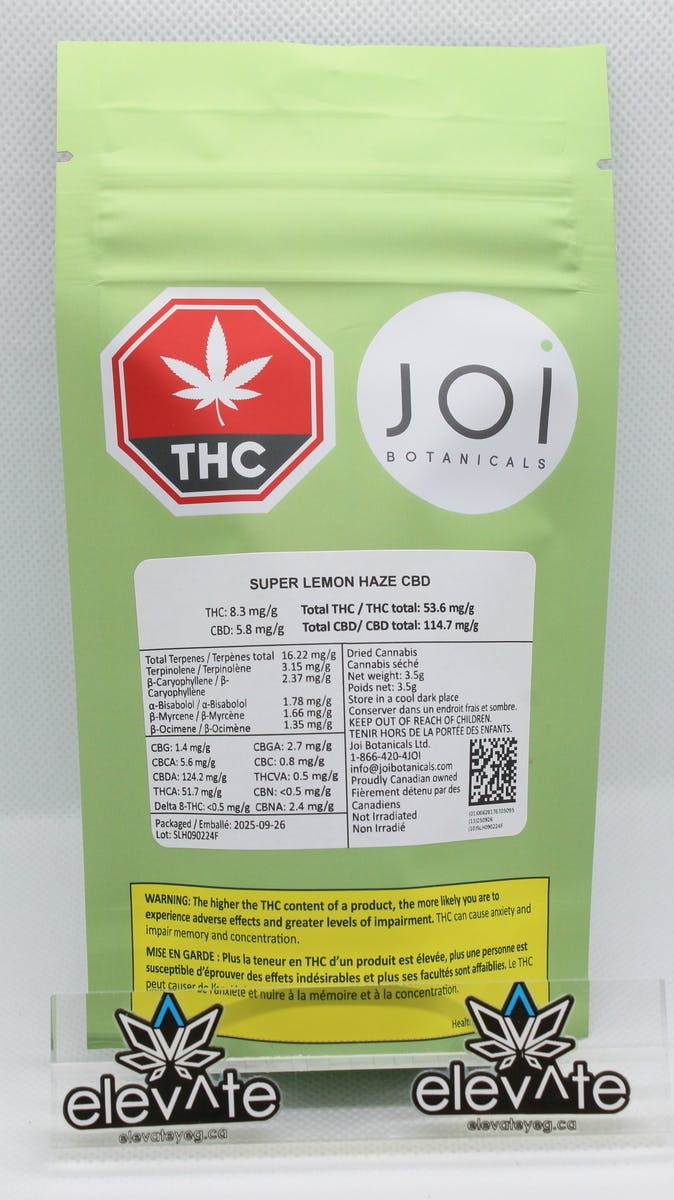 THC
JOi
BOTANICALS
SUPER LEMON HAZE CBD
THC: 8.3 mg/g Total THC / THC total: 53.6 mg/g
CBD: 5.8 mg/g Total CBD/ CBD total: 114.7 mg/g
Total Terpenes / Terpènes total 16.22 mg/g
Terpinolene / Terpinolène 3.15 mg/g
β-Caryophyllene / β- 2.37 mg/g
Caryophyllène
α-Bisabolol / α-Bisabolol 1.78 mg/g
β-Myrcene / β-Myrcène 1.66 mg/g
β-Ocimene / β-Ocimène 1.35 mg/g
CBG: 1.4 mg/g CBGA: 2.7 mg/g
CBCA: 5.6 mg/g CBC: 0.8 mg/g
CBDA: 124.2 mg/g THCVA: 0.5 mg/g
THCA: 51.7 mg/g CBN: <0.5 mg/g
Delta 8-THC: <0.5 mg/g CBNA: 2.4 mg/g
Packaged / Emballé: 2025-09-26
Lot: SLH090224F
Dried Cannabis
Cannabis séché
Net weight: 3.5g
Poids net: 3.5g
Store in a cool dark place
Conserver dans un endroit frais et sombre.
KEEP OUT OF REACH OF CHILDREN.
TENIR HORS DE LA PORTÉE DES ENFANTS.
Joi Botanicals Ltd.
1-866-420-4JOI
info@joibotanicals.com
Proudly Canadian owned
Fièrement détenu par des
Canadiens
Not Irradiated
Non Irradié
(13)250926
(10)SLH090224F
WARNING: The higher the THC content of a product, the more likely you are to
experience adverse effects and greater levels of impairment. THC can cause anxiety and
impair memory and concentration.
MISE EN GARDE : Plus la teneur en THC d'un produit est élevée, plus une personne est
susceptible d'éprouver des effets indésirables et plus ses facultés sont affaiblies. Le THC
peut causer de l'anxiété et nuire à la mémoire et à la concentration.
Healt
elevate
elevateyeg.ca
elevate
elevateyeg.ca